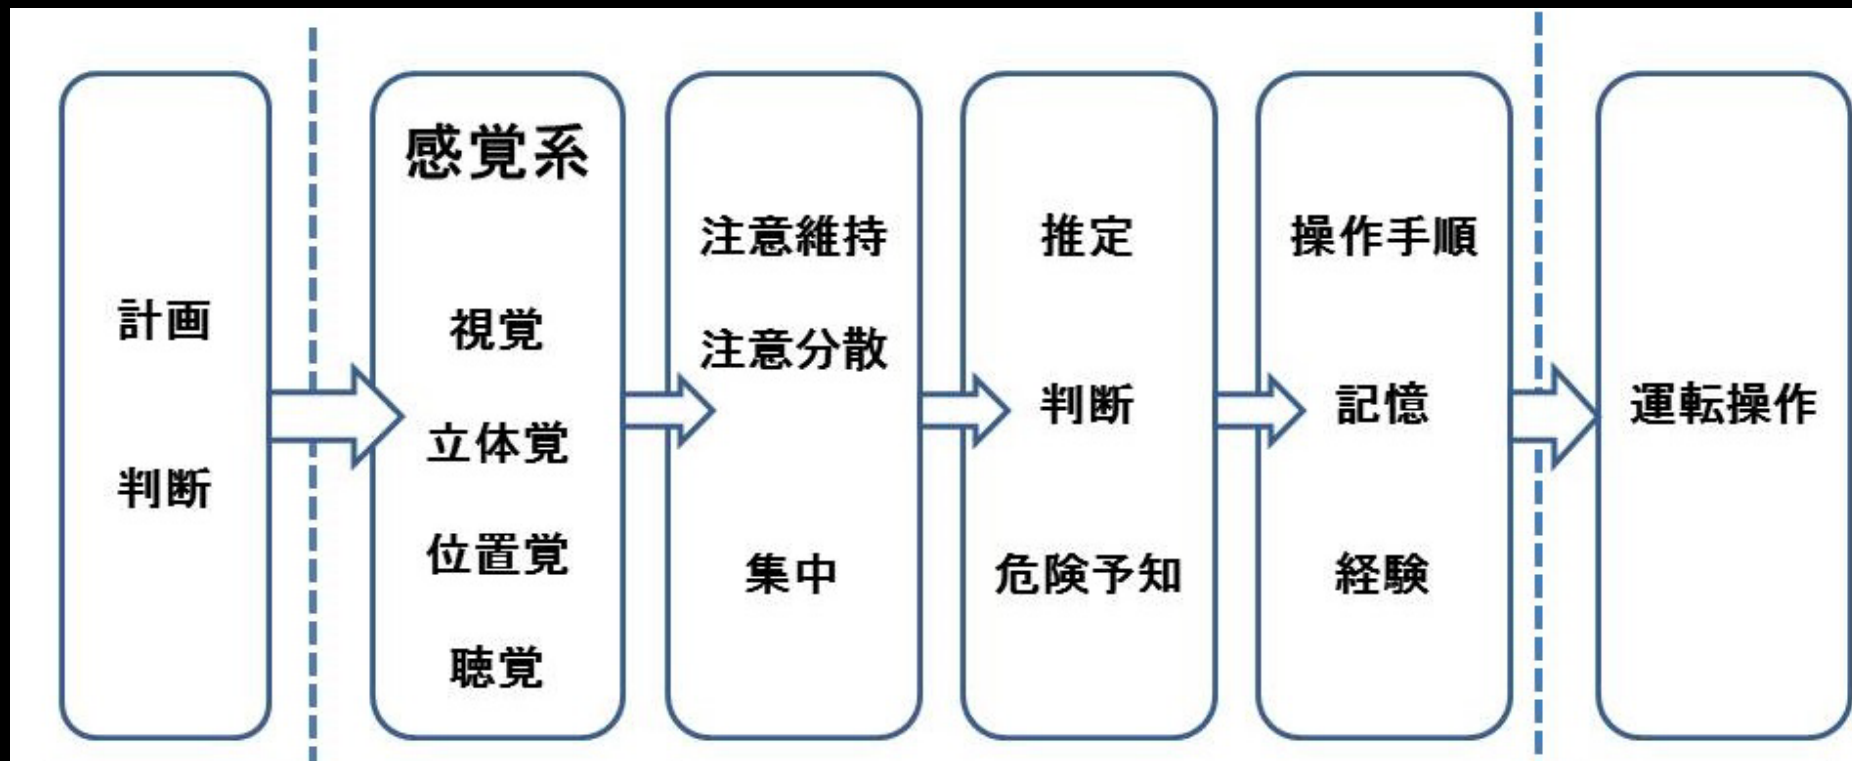 計画
判断
感覚系
視覚
立体覚
位置覚
聴覚
注意維持
注意分散
集中
推定
判断
危険予知
操作手順
記憶
経験
運転操作